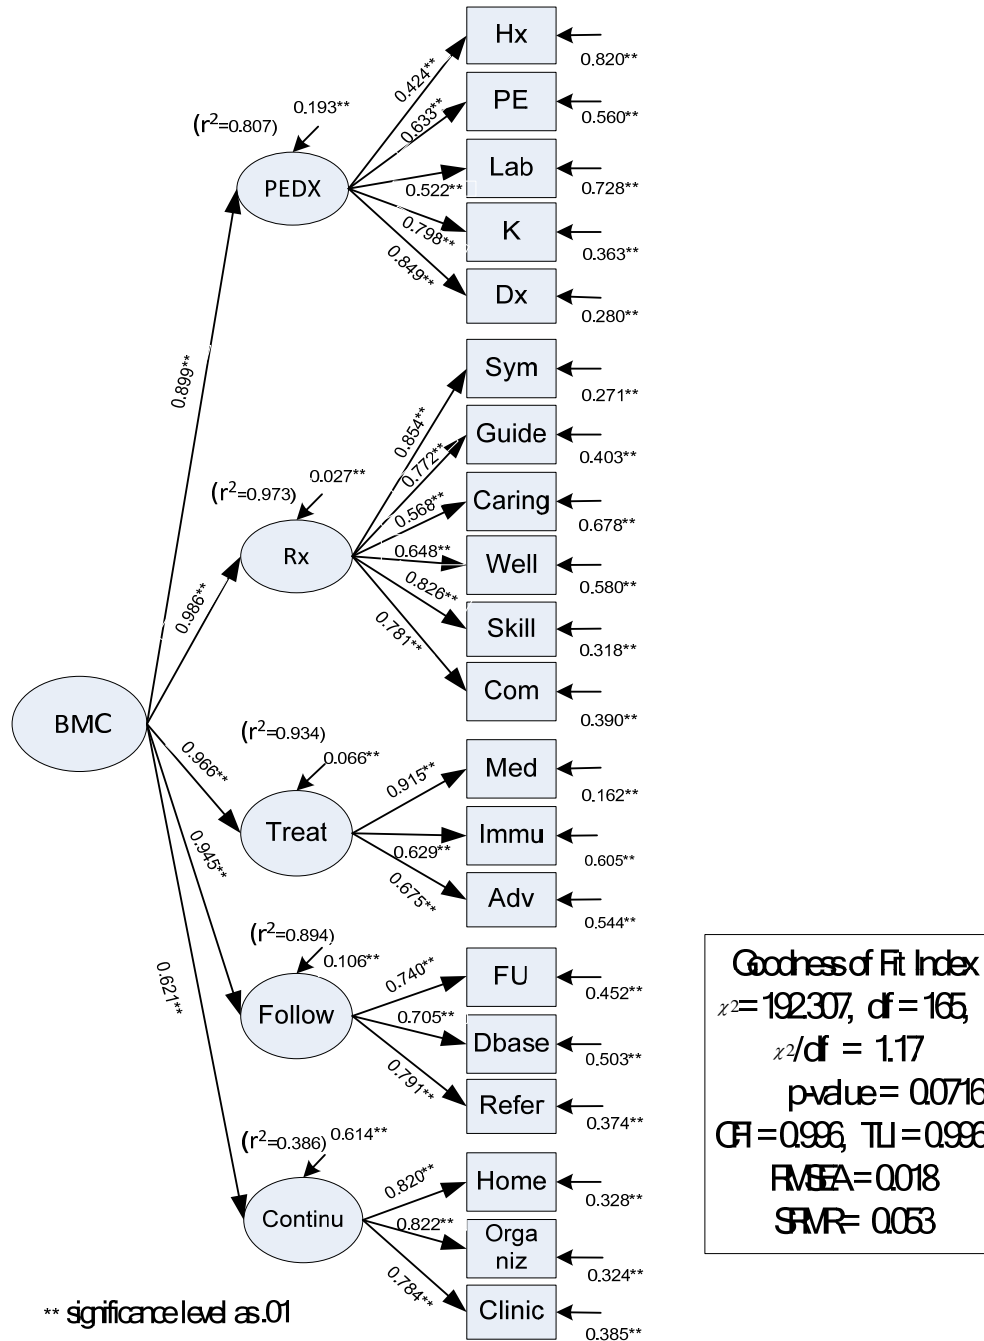 Hx
0.820**
0.424**
PE
0.560**
0.633**
0.193**
(r²=0.807)
PEDX
Lab
0.728**
0.522**
K
0.363**
0.798**
Dx
0.280**
0.849**
0.899**
Sym
0.271**
0.854**
Guide
0.403**
0.772**
0.027**
(r²=0.973)
Rx
Caring
0.678**
0.568**
Well
0.580**
0.648**
Skill
0.318**
0.826**
Com
0.390**
0.781**
0.986**
BMC
0.966**
(r²=0.934)
0.066**
Treat
Med
0.162**
0.915**
Immu
0.605**
0.629**
Adv
0.544**
0.675**
0.945**
(r²=0.894)
0.106**
Follow
FU
0.452**
0.740**
Dbase
0.503**
0.705**
Refer
0.374**
0.791**
0.621**
(r²=0.386)
0.614**
Continu
Home
0.328**
0.820**
Orga
niz
0.324**
0.822**
Clinic
0.385**
0.784**
Goodness of Fit Index
χ2= 192.307, df = 165,
χ2/df = 1.17
p-value = 0.0716
CFI = 0.996, TLI = 0.996
RMSEA = 0.018
SRMR= 0.053
** significance level as .01